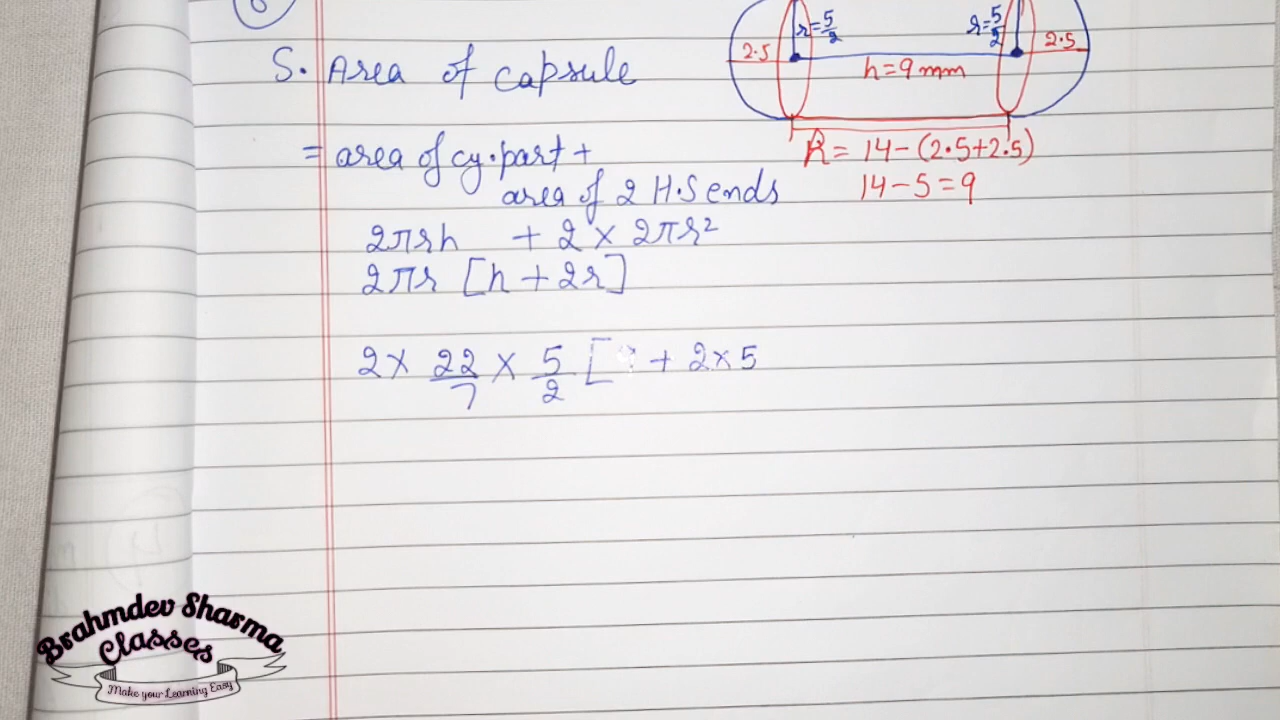 6
S. Area of capsule
= area of cy. part +
area of 2 H.S ends
2πrh + 2 × 2πr²
2πr [h + 2r]
2 × 22/7 × 5/2 [ + 2 × 5
r = 5/2
r = 5/2
2.5
2.5
h = 9 mm
h = 14 - (2.5 + 2.5)
14 - 5 = 9
Brahmdev Sharma
Classes
Make your Learning Easy